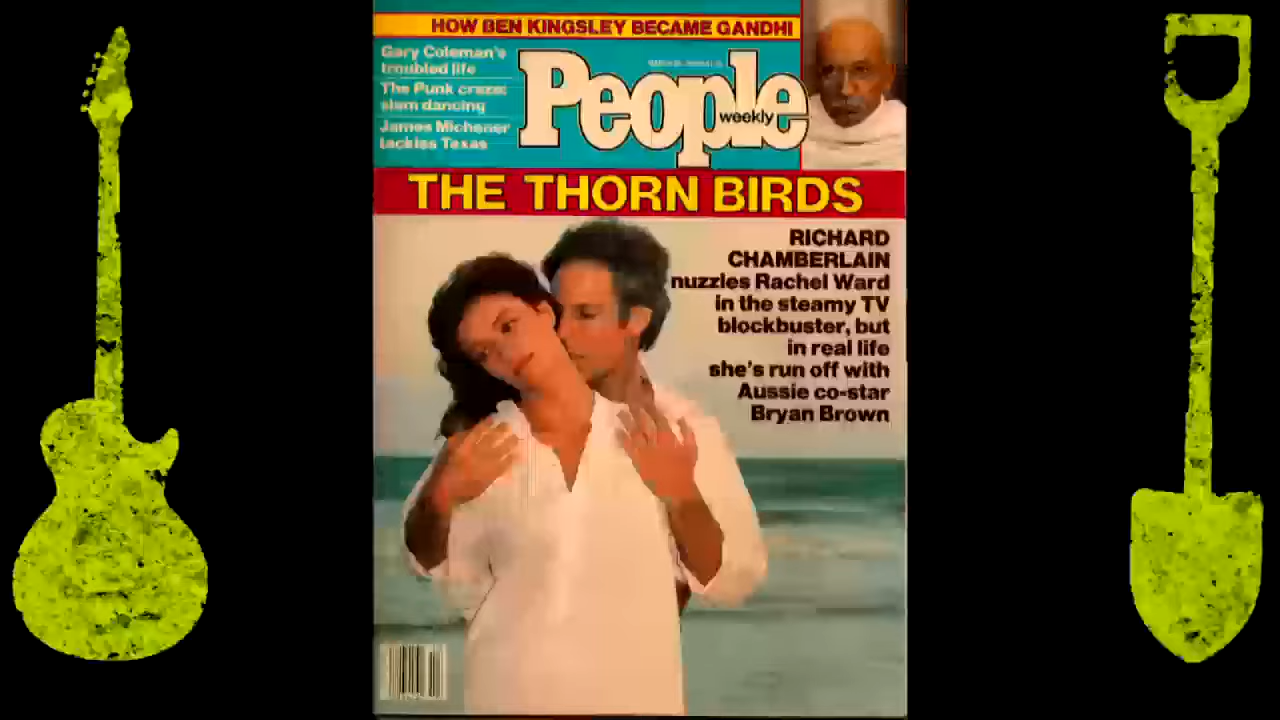 HOW BEN KINGSLEY BECAME GANDHI
Gary Coleman's
troubled life
The Punk craze:
slam dancing
James Michener
tackles Texas
People
weekly
THE THORN BIRDS
RICHARD
CHAMBERLAIN
nuzzles Rachel Ward
in the steamy TV
blockbuster, but
in real life
she's run off with
Aussie co-star
Bryan Brown